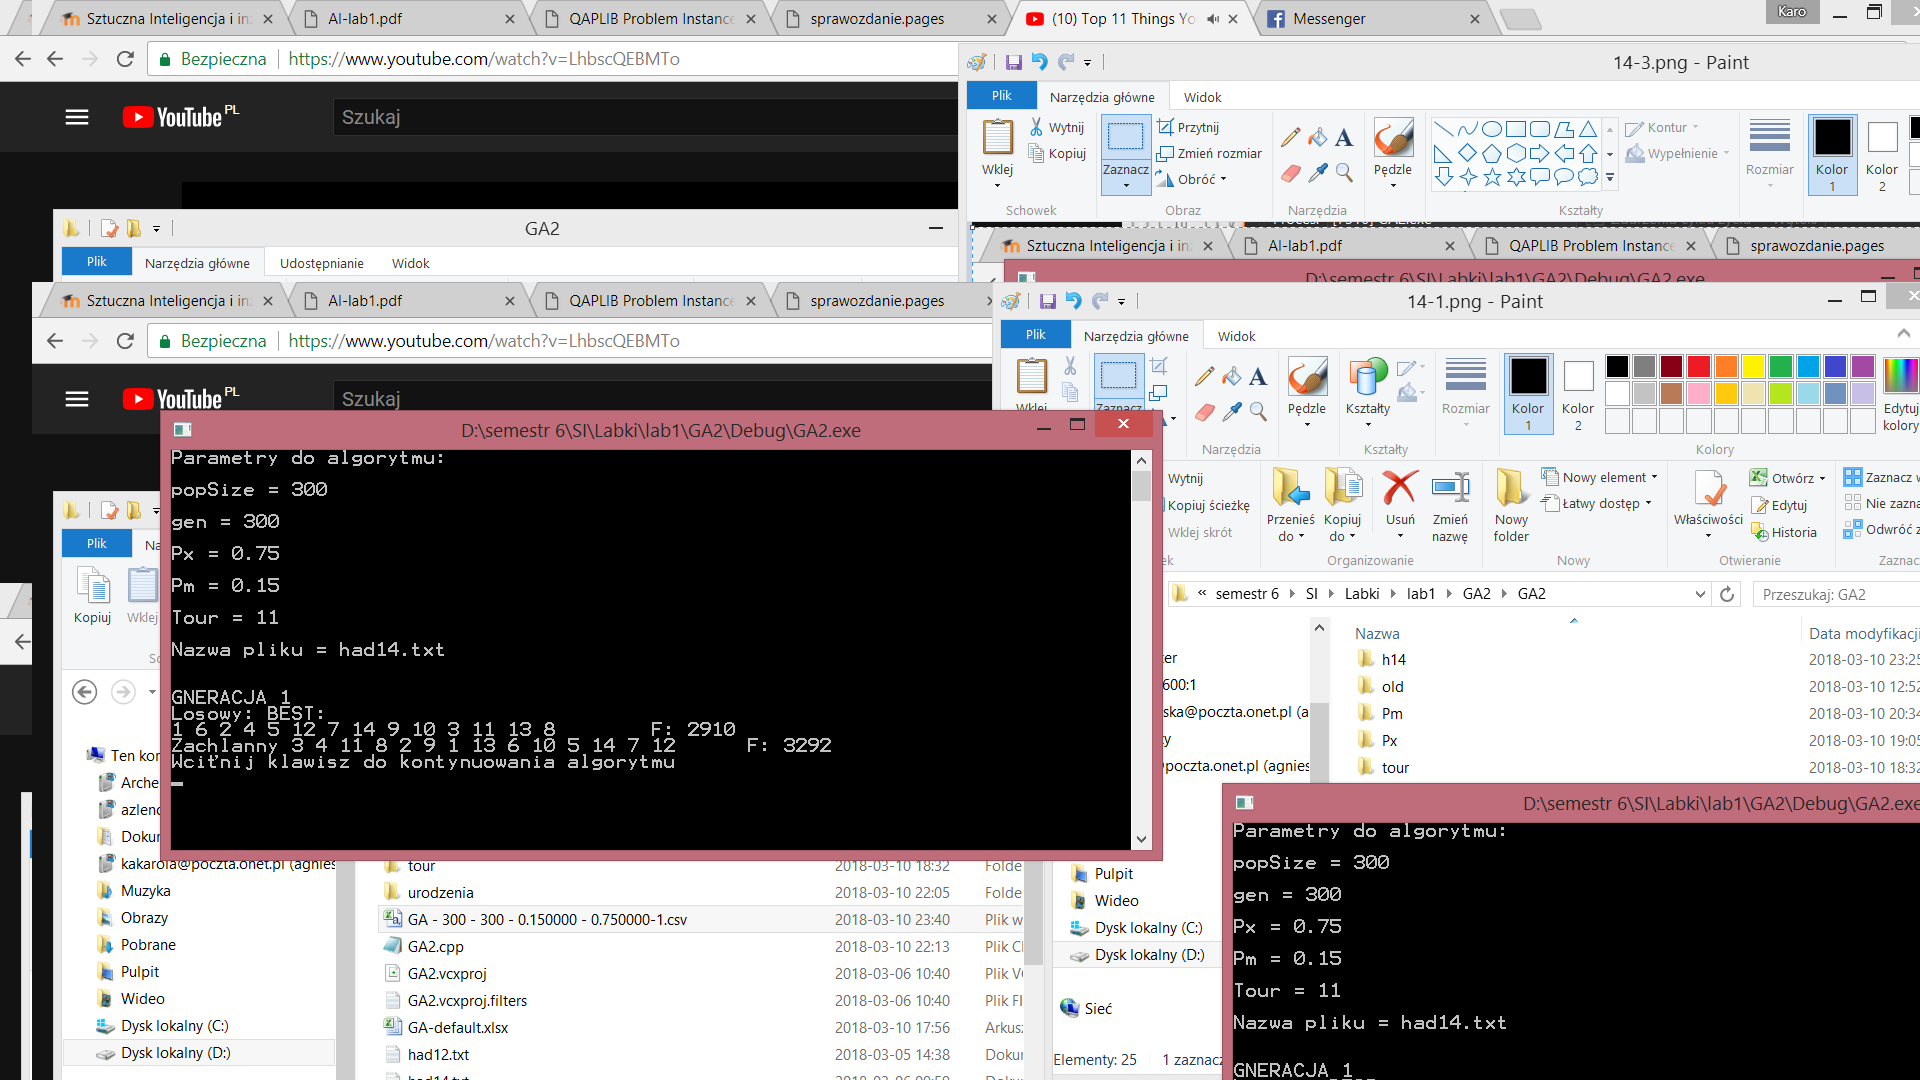 Sztuczna Inteligencja i in
AI-lab1.pdf
QAPLIB Problem Instance
sprawozdanie.pages
(10) Top 11 Things Yo
Messenger
Karo
Bezpieczna
https://www.youtube.com/watch?v=LhbscQEBMTo
YouTube PL
Szukaj
14-3.png - Paint
Plik
Narzędzia główne
Widok
Wklej
Wytnij
Kopiuj
Zaznacz
Przytnij
Zmień rozmiar
Obróć
Pędzle
Kontur
Wypełnienie
Rozmiar
Kolor 1
Kolor 2
Schowek
Obraz
Narzędzia
Kształty
GA2
Plik
Narzędzia główne
Udostępnianie
Widok
Sztuczna Inteligencja i in
AI-lab1.pdf
QAPLIB Problem Instance
sprawozdanie.pages
D:\semestr 6\SI\Labki\lab1\GA2\Debug\GA2.exe
Sztuczna Inteligencja i in
AI-lab1.pdf
QAPLIB Problem Instance
sprawozdanie.pages
Bezpieczna
https://www.youtube.com/watch?v=LhbscQEBMTo
YouTube PL
Szukaj
14-1.png - Paint
Plik
Narzędzia główne
Widok
Wklej
Zaznacz
Pędzle
Kształty
Rozmiar
Kolor 1
Kolor 2
Edytuj kolory
Narzędzia
Kształty
Kolory
D:\semestr 6\SI\Labki\lab1\GA2\Debug\GA2.exe
Parametry do algorytmu:
popSize = 300
gen = 300
Px = 0.75
Pm = 0.15
Tour = 11
Nazwa pliku = had14.txt
GNERACJA 1
Losowy: BEST:
1 6 2 4 5 12 7 14 9 10 3 11 13 8 F: 2910
Zachlanny 3 4 11 8 2 9 1 13 6 10 5 14 7 12 F: 3292
Wciťnij klawisz do kontynuowania algorytmu
Wytnij
Kopiuj ścieżkę
Wklej skrót
Przenieś do
Kopiuj do
Usuń
Zmień nazwę
Nowy folder
Nowy element
Łatwy dostęp
Właściwości
Otwórz
Edytuj
Historia
Zaznacz w
Nie zazna
Odwróć z
Organizowanie
Nowy
Otwieranie
Zaznac
« semestr 6 SI Labki lab1 GA2 GA2
Przeszukaj: GA2
Nazwa
Data modyfikacji
h14
2018-03-10 23:25
old
2018-03-10 12:52
Pm
2018-03-10 20:34
Px
2018-03-10 19:05
tour
2018-03-10 18:32
ter
600:1
ska@poczta.onet.pl (a
ty
poczta.onet.pl (agnies
Pulpit
Wideo
Dysk lokalny (C:)
Dysk lokalny (D:)
Sieć
Elementy: 25
1 zaznacz
Plik
Na
Kopiuj
Wklej
Ten kom
Arche
azleno
Dokur
kakarola@poczta.onet.pl (agnies
Muzyka
Obrazy
Pobrane
Pulpit
Wideo
Dysk lokalny (C:)
Dysk lokalny (D:)
tour 2018-03-10 18:32 Folde
urodzenia 2018-03-10 22:05 Folde
GA - 300 - 300 - 0.150000 - 0.750000-1.csv 2018-03-10 23:40 Plik w
GA2.cpp 2018-03-10 22:13 Plik C
GA2.vcxproj 2018-03-06 10:40 Plik V
GA2.vcxproj.filters 2018-03-06 10:40 Plik FI
GA-default.xlsx 2018-03-10 17:56 Arkus
had12.txt 2018-03-05 14:38 Dokur
D:\semestr 6\SI\Labki\lab1\GA2\Debug\GA2.exe
Parametry do algorytmu:
popSize = 300
gen = 300
Px = 0.75
Pm = 0.15
Tour = 11
Nazwa pliku = had14.txt
GNERACJA 1